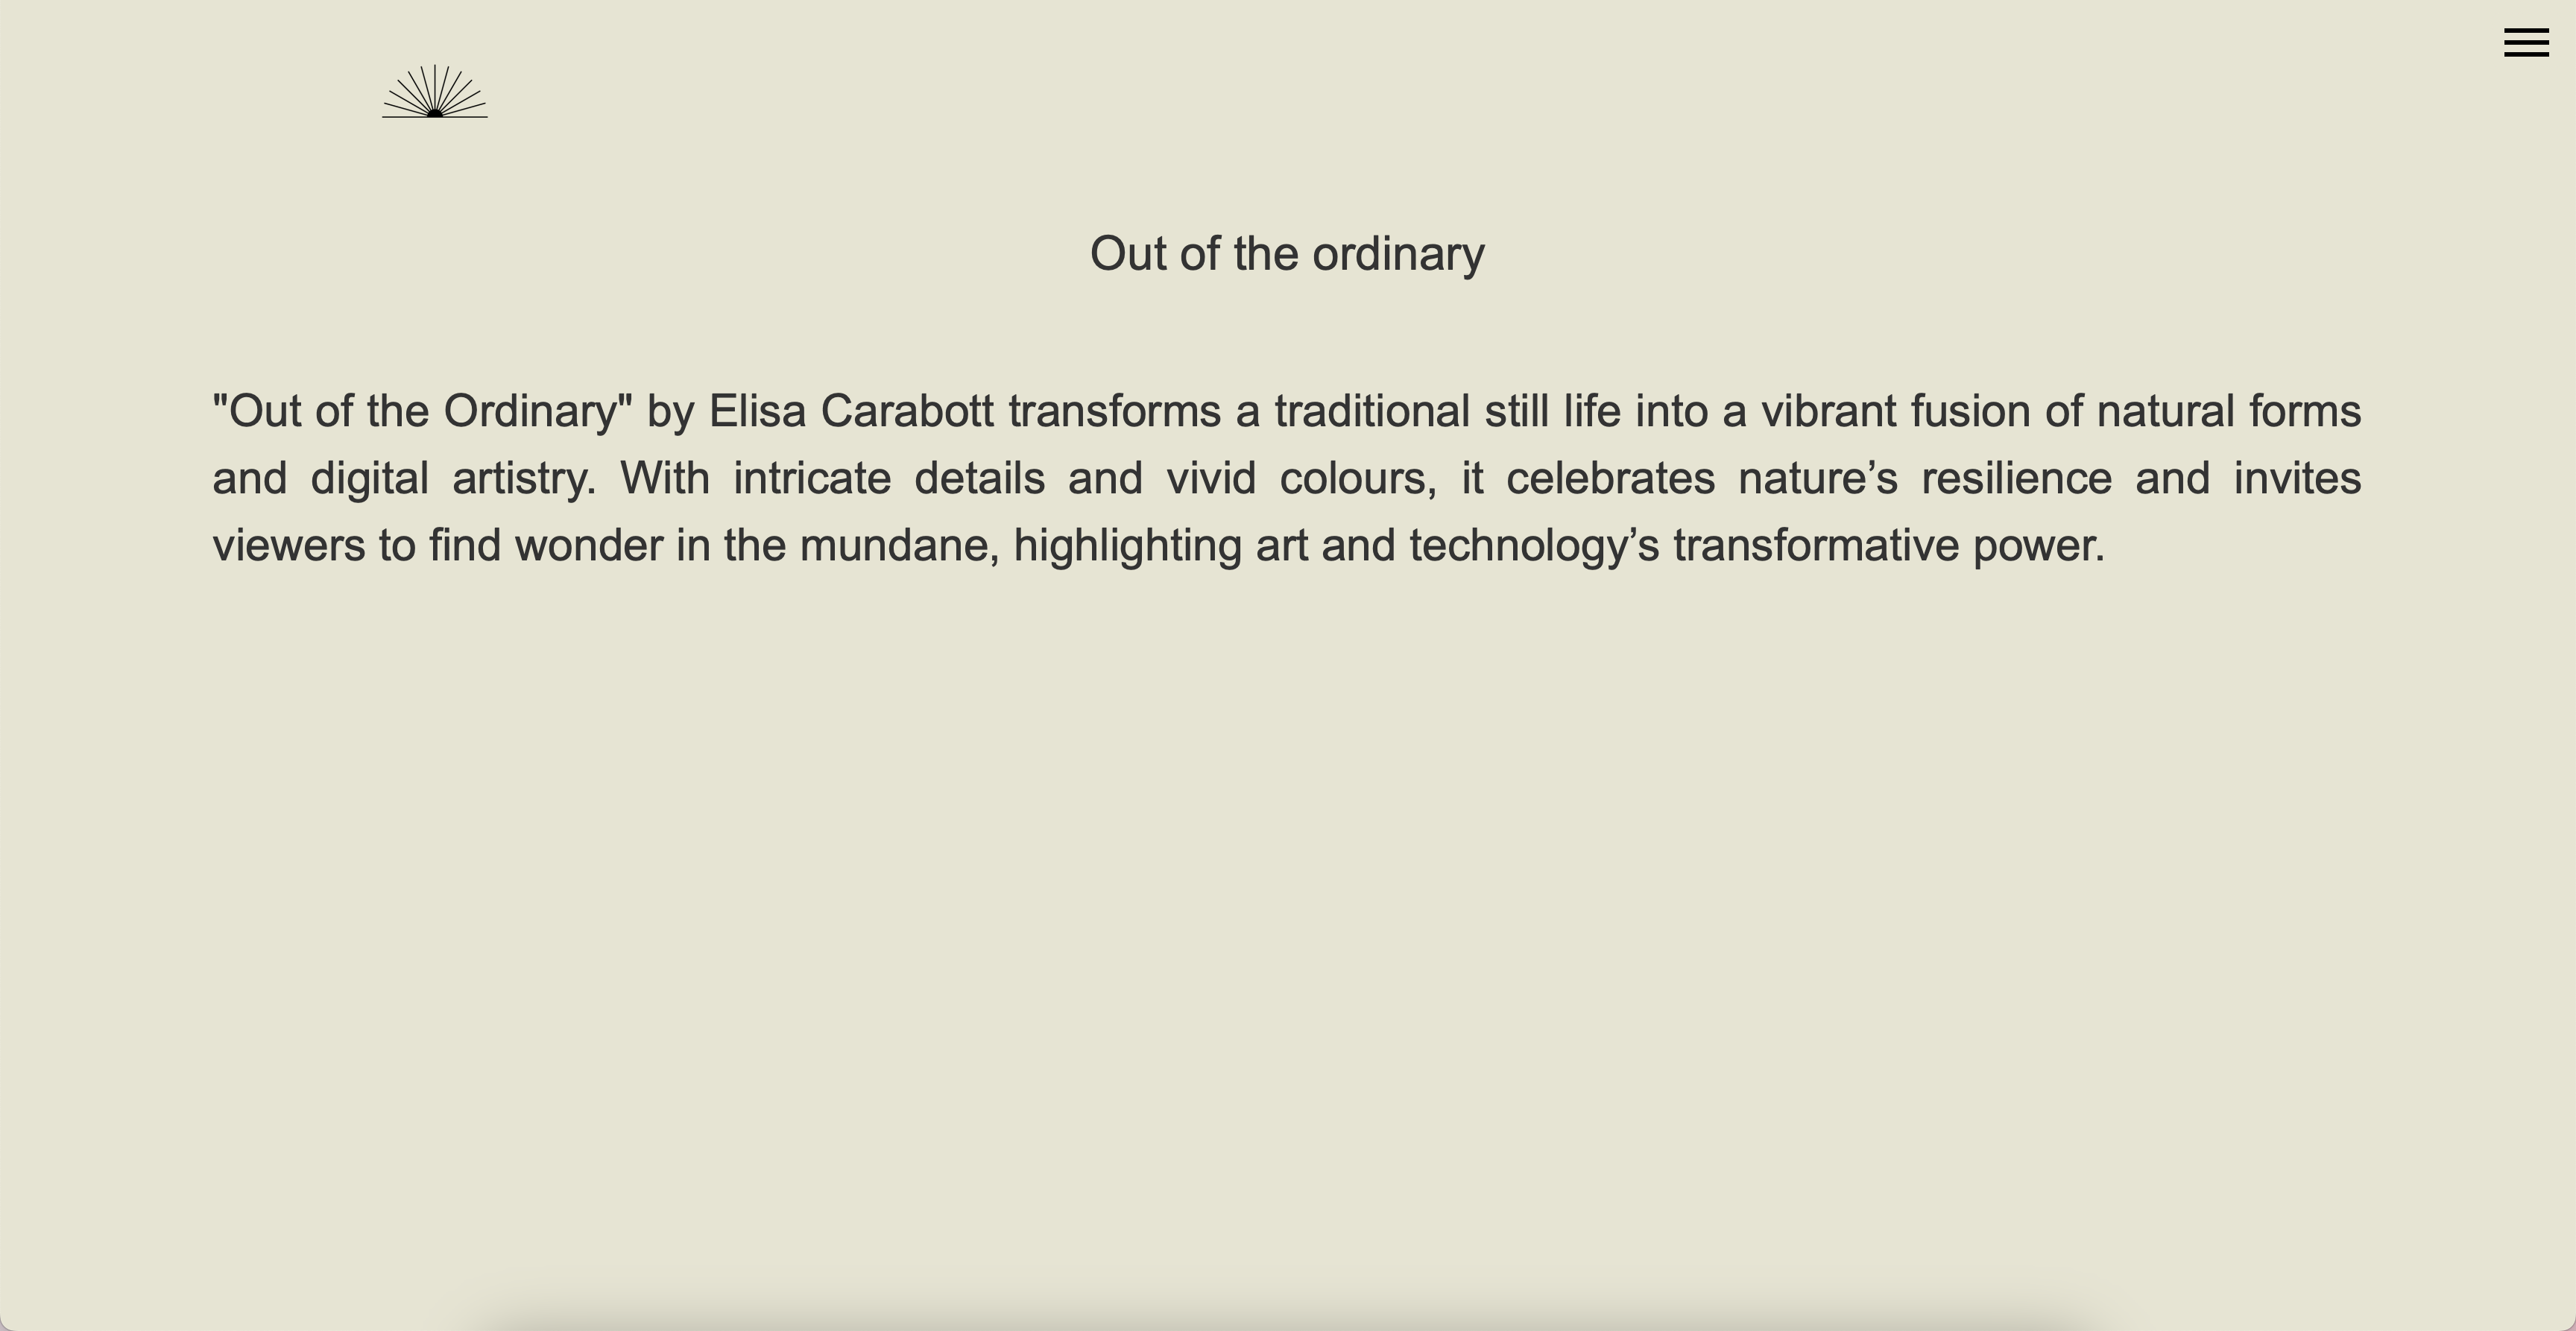 Out of the ordinary
"Out of the Ordinary" by Elisa Carabott transforms a traditional still life into a vibrant fusion of natural forms
and digital artistry. With intricate details and vivid colours, it celebrates nature’s resilience and invites
viewers to find wonder in the mundane, highlighting art and technology’s transformative power.